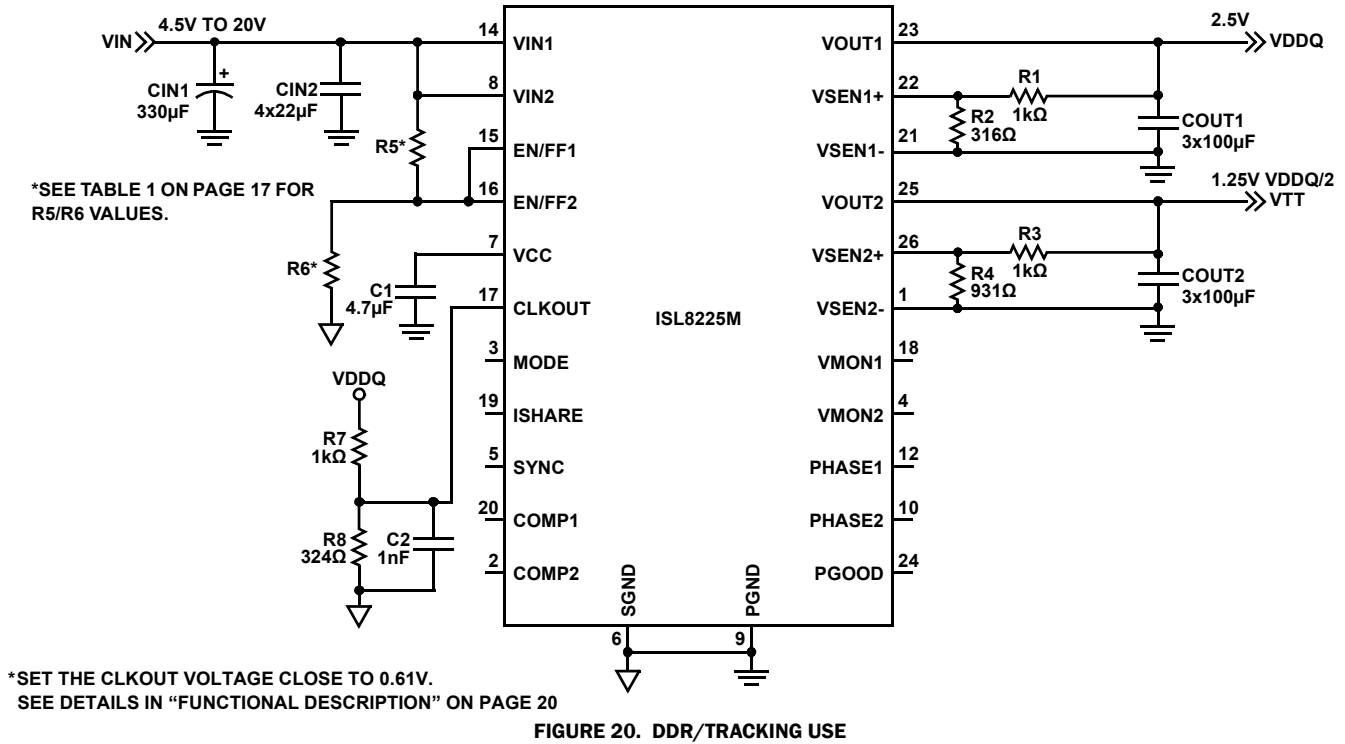 VIN
4.5V TO 20V
CIN1
330µF
+
CIN2
4x22µF
R5*
*SEE TABLE 1 ON PAGE 17 FOR
R5/R6 VALUES.
R6*
C1
4.7µF
VDDQ
R7
1kΩ
R8
324Ω
C2
1nF
14 VIN1
8 VIN2
15 EN/FF1
16 EN/FF2
7 VCC
17 CLKOUT
3 MODE
19 ISHARE
5 SYNC
20 COMP1
2 COMP2
ISL8225M
SGND
6
PGND
9
VOUT1 23
VSEN1+ 22
VSEN1- 21
VOUT2 25
VSEN2+ 26
VSEN2- 1
VMON1 18
VMON2 4
PHASE1 12
PHASE2 10
PGOOD 24
2.5V
VDDQ
R1
1kΩ
R2
316Ω
COUT1
3x100µF
1.25V VDDQ/2
VTT
R3
1kΩ
R4
931Ω
COUT2
3x100µF
*SET THE CLKOUT VOLTAGE CLOSE TO 0.61V.
SEE DETAILS IN “FUNCTIONAL DESCRIPTION” ON PAGE 20
FIGURE 20. DDR/TRACKING USE